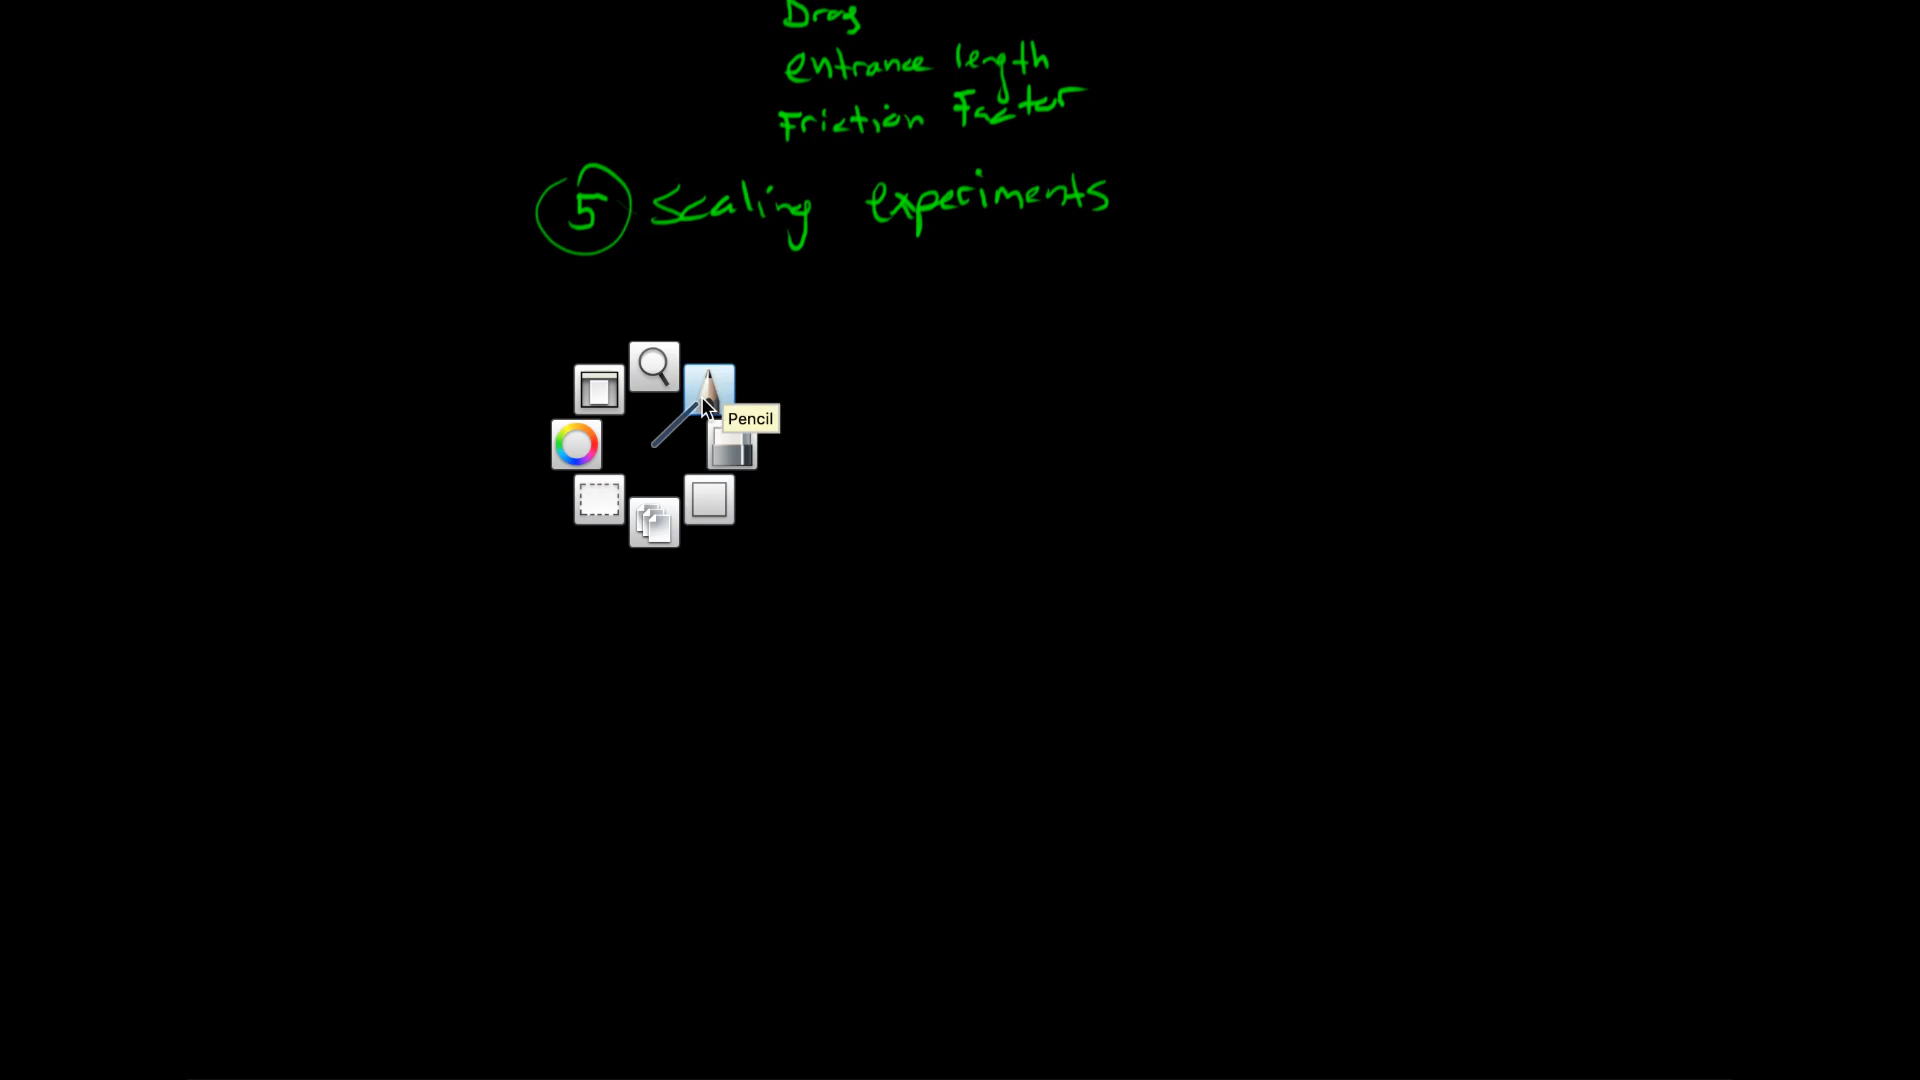 Drag
entrance length
Friction Factor
5 Scaling experiments
Pencil